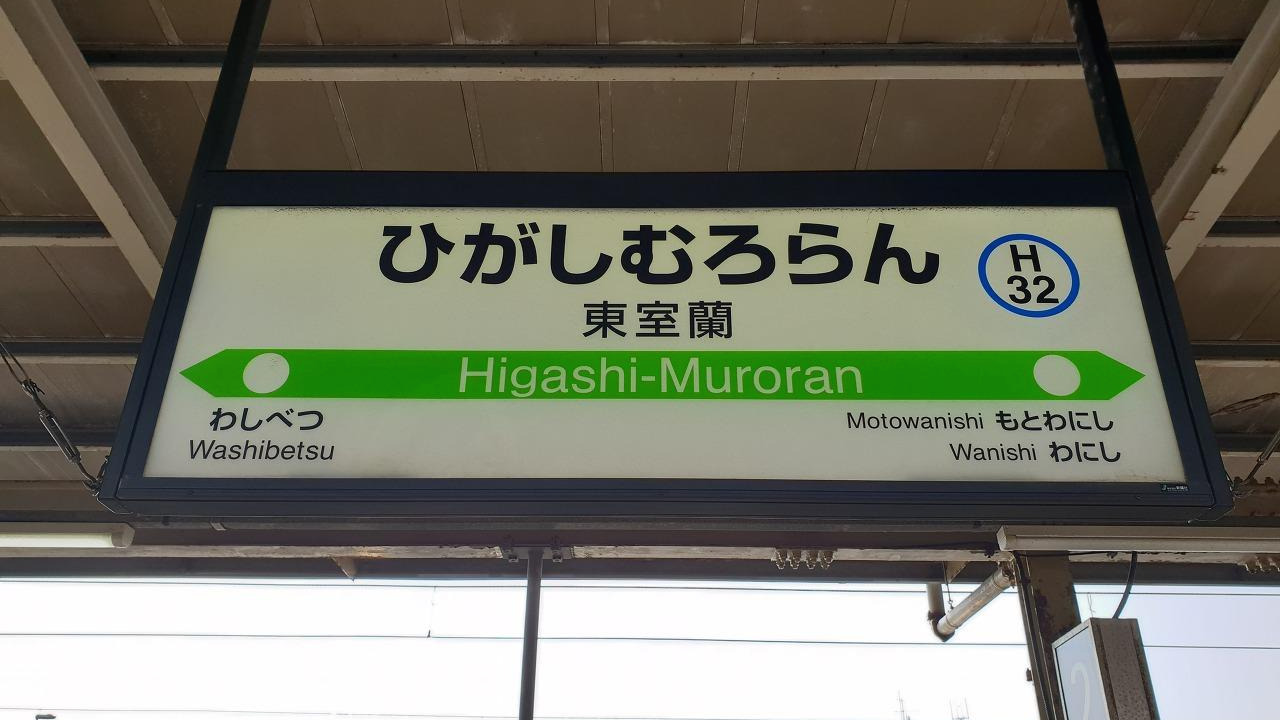 ひがしむろらん
H
32
東室蘭
Higashi-Muroran
わしべつ
Washibetsu
Motowanishi もとわにし
Wanishi わにし
2